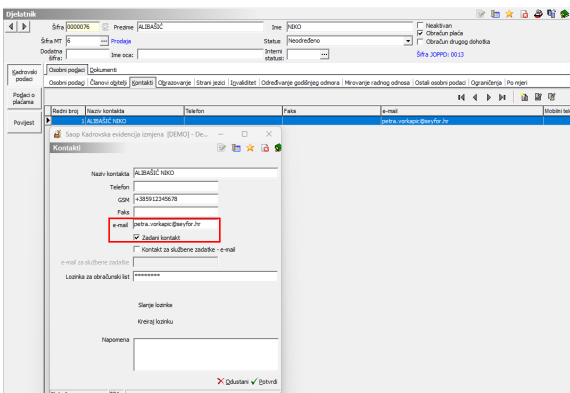 Djelatnik
Šifra 0000076 Prezime ALIBAŠIĆ Ime NIKO Neaktivan
Obračun plaća
Šifra MT 6 Prodaja Status Neodređeno Obračun drugog dohotka
Dodatna šifra: Ime oca: Interni status: Šifra JOPPD: 0013
Kadrovski podaci
Podaci o plaćama
Povijest
Osobni podaci Dokumenti
Osobni podaci Članovi obitelji Kontakti Obrazovanje Strani jezici Invaliditet Određivanje godišnjeg odmora Mirovanje radnog odnosa Ostali osobni podaci Ograničenja Po mjeri
Redni broj Naziv kontakta Telefon Faks e-mail Mobilni tel
1 ALIBAŠIĆ NIKO petra.vorkapic@seyfor.hr
Saop Kadrovska evidencija izmjena [DEMO] - De...
Kontakti
Naziv kontakta ALIBAŠIĆ NIKO
Telefon
GSM +385912345678
Faks
e-mail petra.vorkapic@seyfor.hr
Zadani kontakt
Kontakt za službene zadatke - e-mail
e-mail za službene zadatke
Lozinka za obračunski list ********
Slanje lozinke
Kreiraj lozinku
Napomena
Odustani Potvrdi